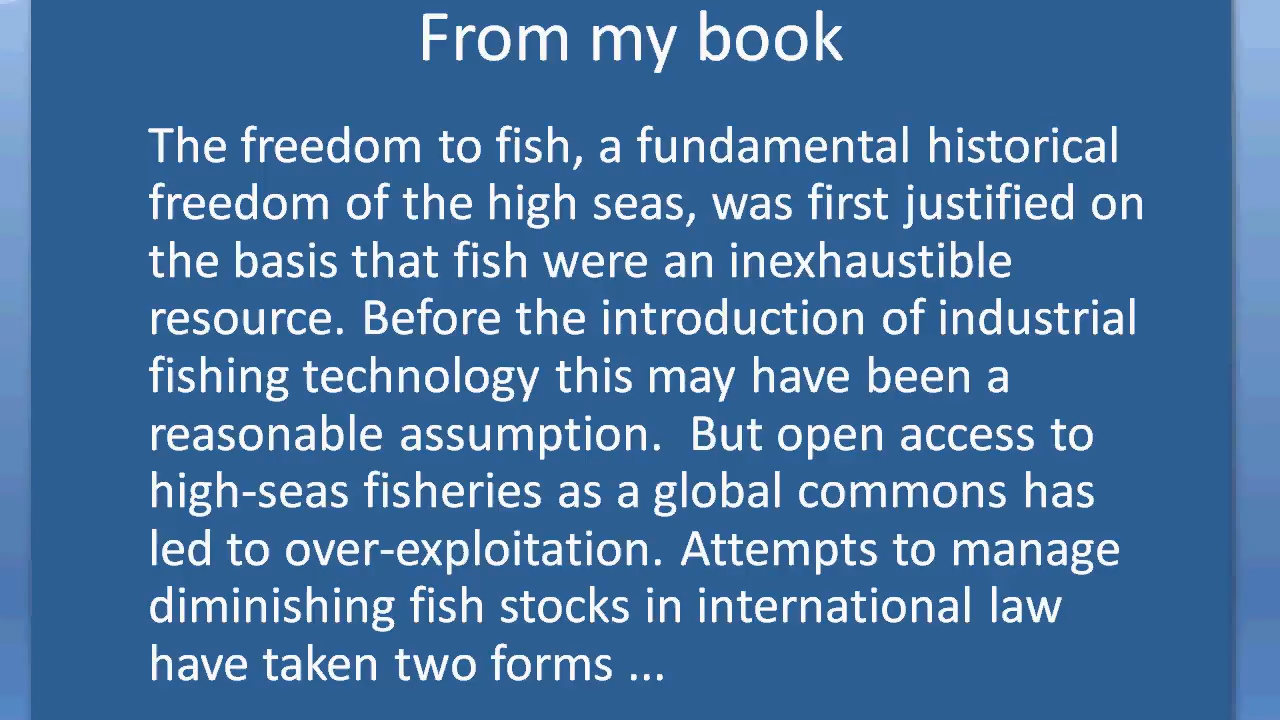 From my book
The freedom to fish, a fundamental historical
freedom of the high seas, was first justified on
the basis that fish were an inexhaustible
resource. Before the introduction of industrial
fishing technology this may have been a
reasonable assumption.  But open access to
high-seas fisheries as a global commons has
led to over-exploitation. Attempts to manage
diminishing fish stocks in international law
have taken two forms ...